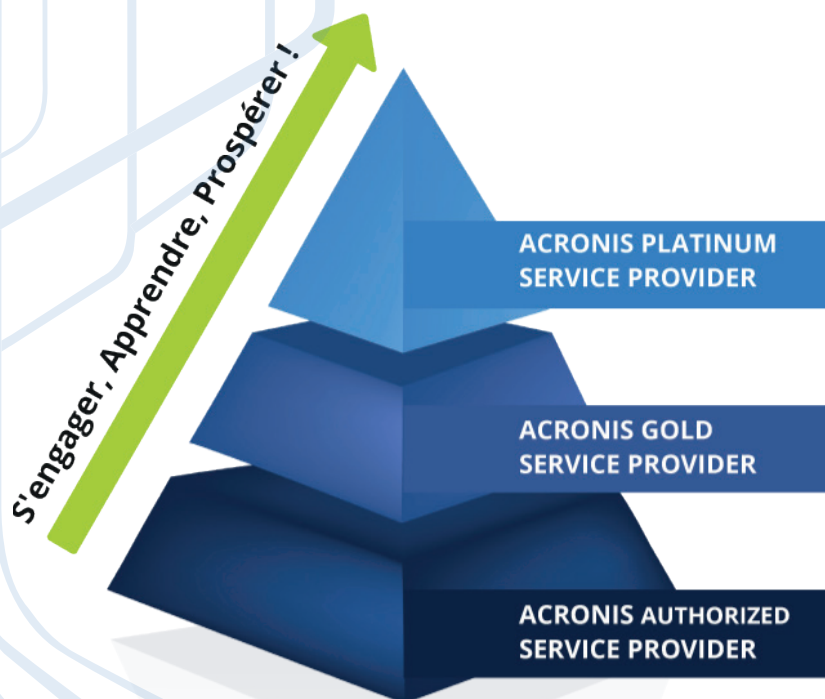 S'engager, Apprendre, Prospérer !
ACRONIS PLATINUM
SERVICE PROVIDER
ACRONIS GOLD
SERVICE PROVIDER
ACRONIS AUTHORIZED
SERVICE PROVIDER